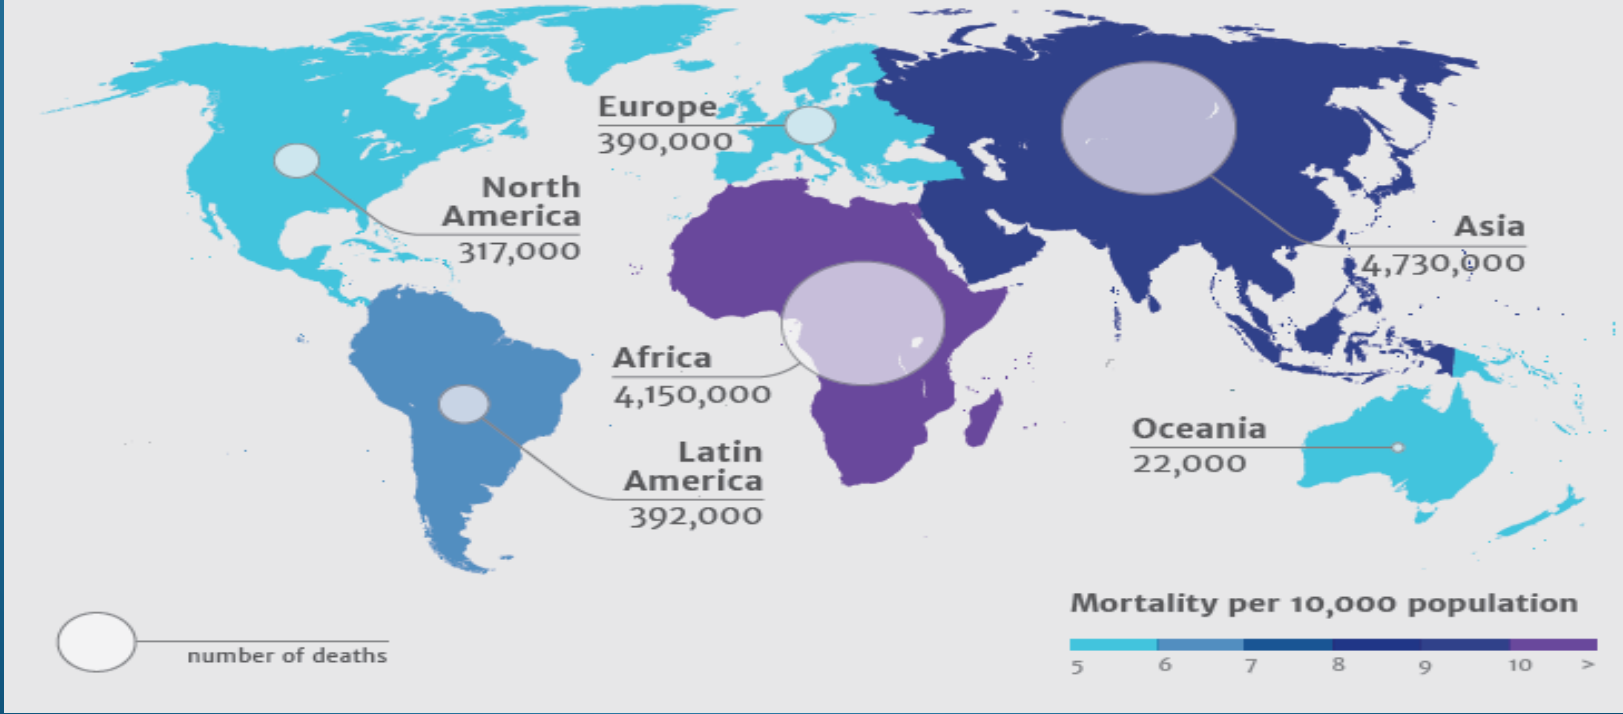 Europe
390,000
North
America
317,000
Asia
4,730,000
Africa
4,150,000
Oceania
22,000
Latin
America
392,000
Mortality per 10,000 population
5 6 7 8 9 10 >
number of deaths